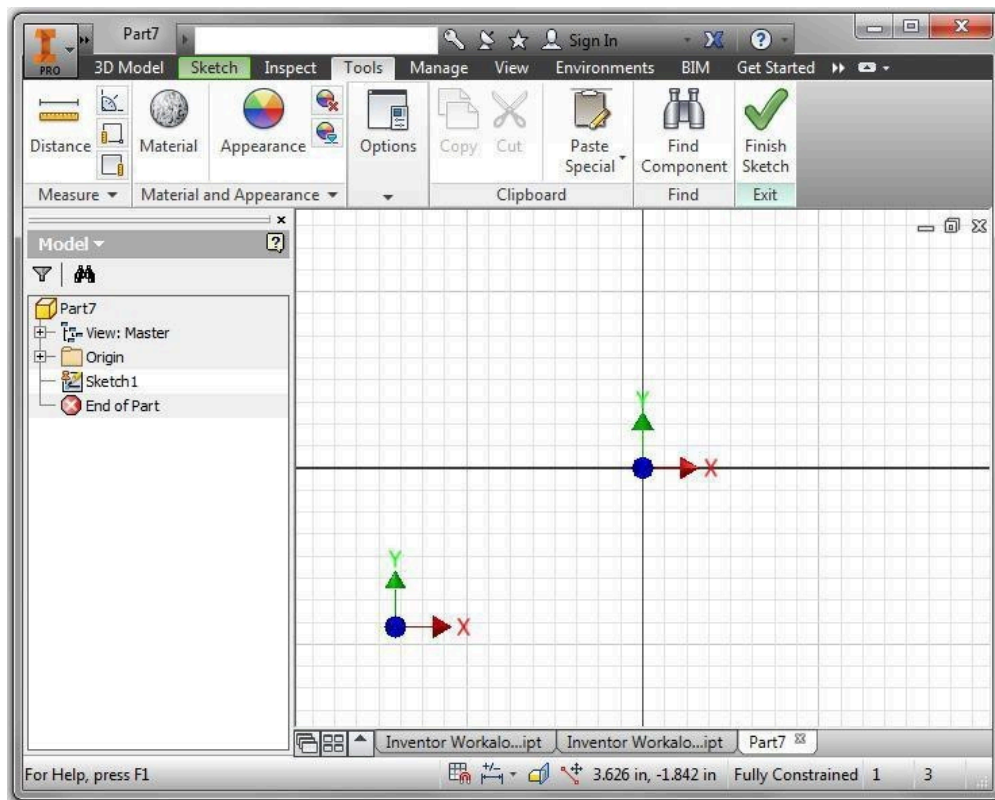 Part7
Sign In
PRO
3D Model Sketch Inspect Tools Manage View Environments BIM Get Started
Distance Material Appearance Options Copy Cut Paste Special Find Component Finish Sketch
Measure Material and Appearance Clipboard Find Exit
Model
Part7
View: Master
Origin
Sketch1
End of Part
Y
X
Y
X
Inventor Workalo...ipt Inventor Workalo...ipt Part7
For Help, press F1 3.626 in, -1.842 in Fully Constrained 1 3